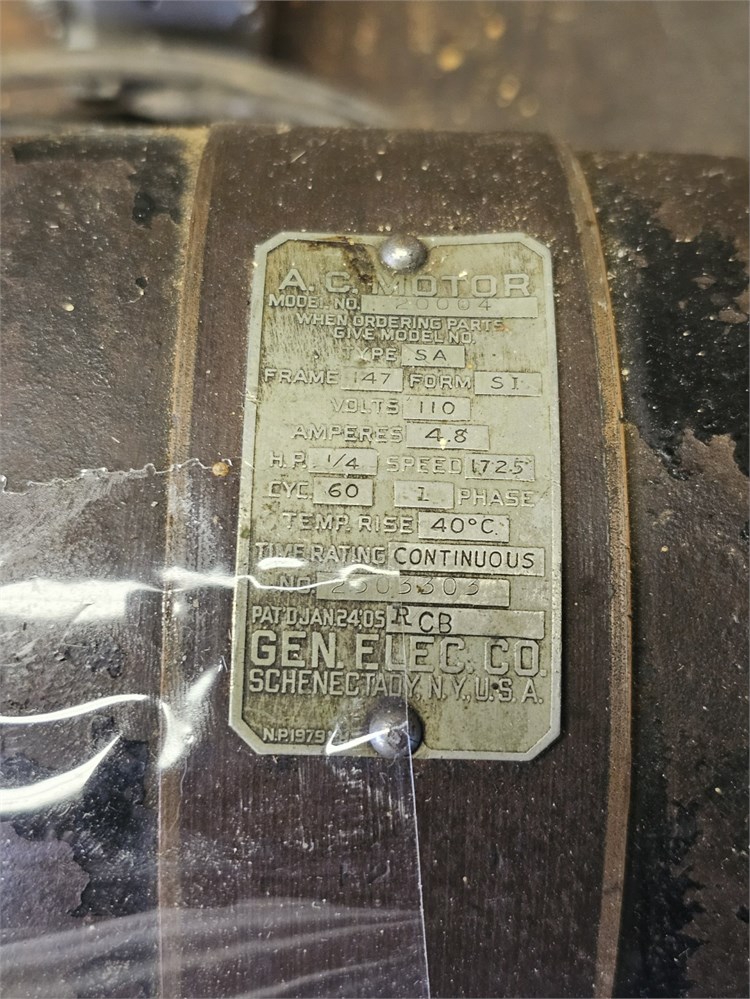 A. C. MOTOR
MODEL NO. 20004
WHEN ORDERING PARTS
GIVE MODEL NO.
TYPE SA
FRAME 147 FORM SI
VOLTS 110
AMPERES 4.8
H.P. 1/4 SPEED 1725
CYC. 60 1 PHASE
TEMP. RISE 40°C.
TIME RATING CONTINUOUS
NO.
PAT'D JAN. 24.05 R CB
GEN. ELEC. CO.
SCHENECTADY, N.Y., U.S.A.
N.P. 1979